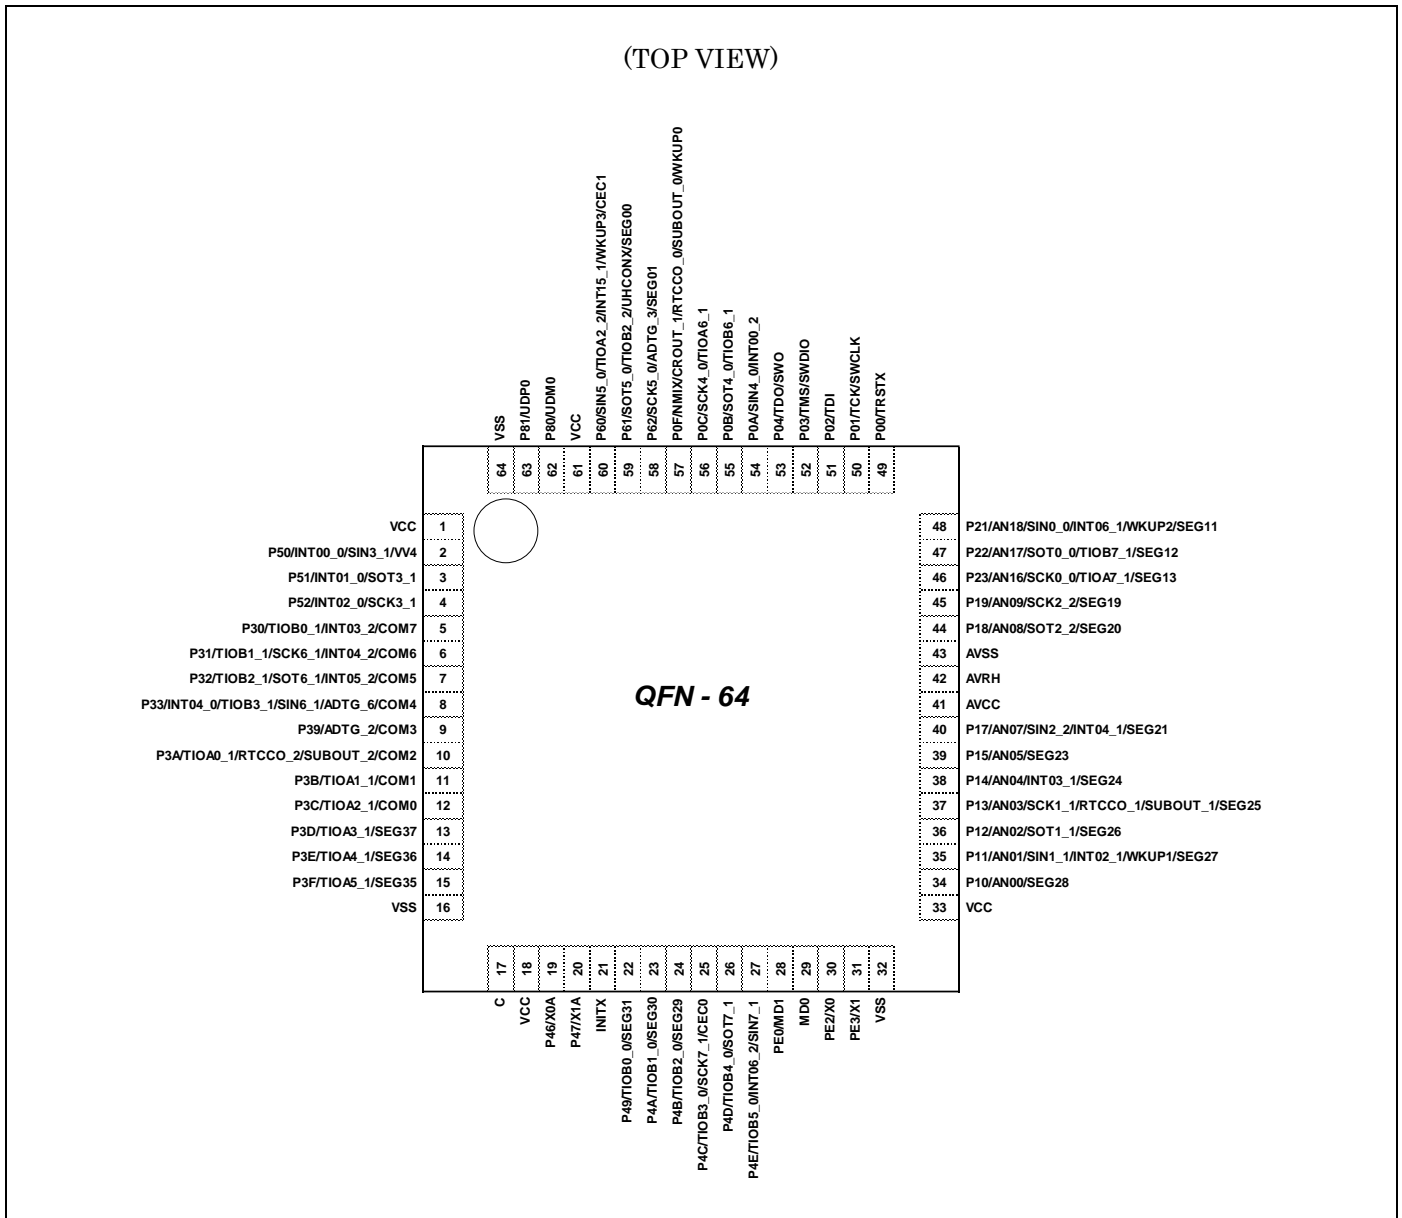 (TOP VIEW)
VSS
P81/UDP0
P80/UDM0
VCC
P60/SIN5_0/TIOA2_2/INT15_1/WKUP3/CEC1
P61/SOT5_0/TIOB2_2/UHCONX/SEG00
P62/SCK5_0/ADTG_3/SEG01
P0F/NMIX/CROUT_1/RTCCO_0/SUBOUT_0/WKUP0
P0C/SCK4_0/TIOA6_1
P0B/SOT4_0/TIOB6_1
P0A/SIN4_0/INT00_2
P04/TDO/SWO
P03/TMS/SWDIO
P02/TDI
P01/TCK/SWCLK
P00/TRSTX
64 63 62 61 60 59 58 57 56 55 54 53 52 51 50 49
VCC 1
P50/INT00_0/SIN3_1/VV4 2
P51/INT01_0/SOT3_1 3
P52/INT02_0/SCK3_1 4
P30/TIOB0_1/INT03_2/COM7 5
P31/TIOB1_1/SCK6_1/INT04_2/COM6 6
P32/TIOB2_1/SOT6_1/INT05_2/COM5 7
P33/INT04_0/TIOB3_1/SIN6_1/ADTG_6/COM4 8
P39/ADTG_2/COM3 9
P3A/TIOA0_1/RTCCO_2/SUBOUT_2/COM2 10
P3B/TIOA1_1/COM1 11
P3C/TIOA2_1/COM0 12
P3D/TIOA3_1/SEG37 13
P3E/TIOA4_1/SEG36 14
P3F/TIOA5_1/SEG35 15
VSS 16
QFN - 64
48 P21/AN18/SIN0_0/INT06_1/WKUP2/SEG11
47 P22/AN17/SOT0_0/TIOB7_1/SEG12
46 P23/AN16/SCK0_0/TIOA7_1/SEG13
45 P19/AN09/SCK2_2/SEG19
44 P18/AN08/SOT2_2/SEG20
43 AVSS
42 AVRH
41 AVCC
40 P17/AN07/SIN2_2/INT04_1/SEG21
39 P15/AN05/SEG23
38 P14/AN04/INT03_1/SEG24
37 P13/AN03/SCK1_1/RTCCO_1/SUBOUT_1/SEG25
36 P12/AN02/SOT1_1/SEG26
35 P11/AN01/SIN1_1/INT02_1/WKUP1/SEG27
34 P10/AN00/SEG28
33 VCC
17 18 19 20 21 22 23 24 25 26 27 28 29 30 31 32
C
VCC
P46/X0A
P47/X1A
INITX
P49/TIOB0_0/SEG31
P4A/TIOB1_0/SEG30
P4B/TIOB2_0/SEG29
P4C/TIOB3_0/SCK7_1/CEC0
P4D/TIOB4_0/SOT7_1
P4E/TIOB5_0/INT06_2/SIN7_1
PE0/MD1
MD0
PE2/X0
PE3/X1
VSS